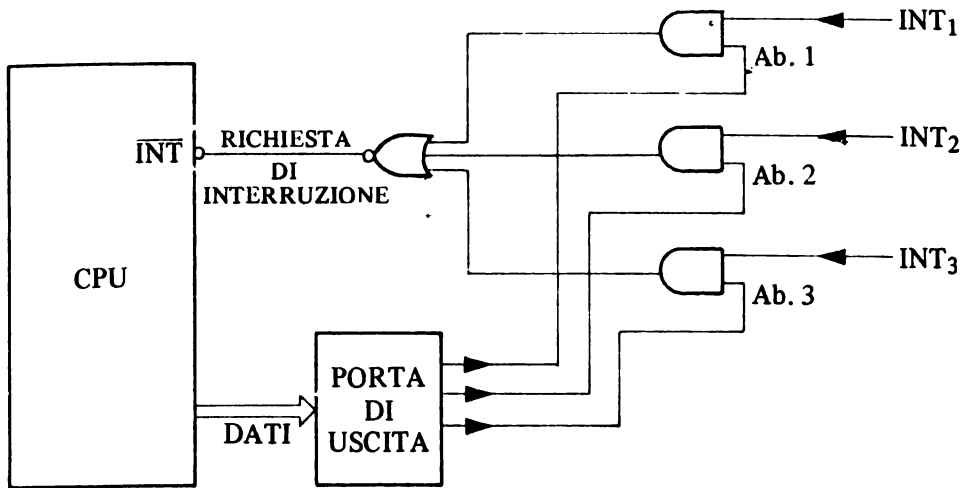 INT₁
Ab. 1
INT
RICHIESTA
DI
INTERRUZIONE
INT₂
Ab. 2
CPU
INT₃
Ab. 3
PORTA
DI
USCITA
DATI